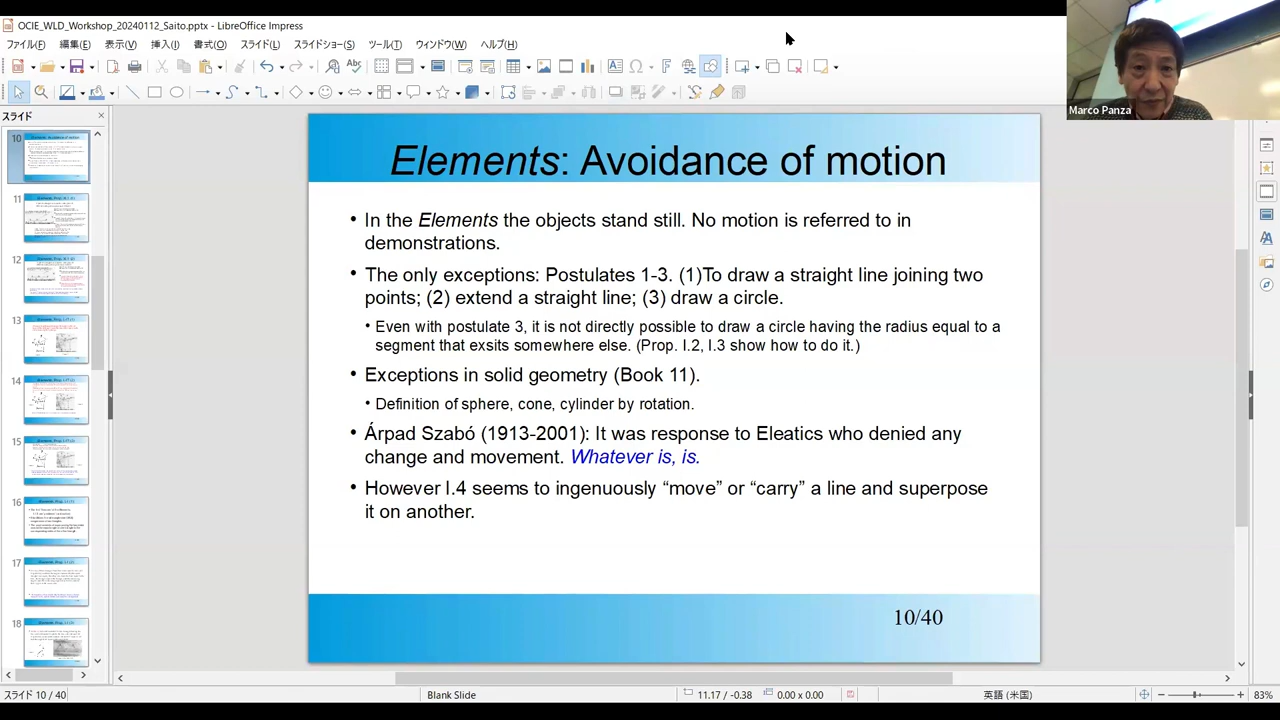 OCIE_WLD_Workshop_20240112_Saito.pptx - LibreOffice Impress
ファイル(F) 編集(E) 表示(V) 挿入(I) 書式(O) スライド(L) スライドショー(S) ツール(T) ウィンドウ(W) ヘルプ(H)
Marco Panza
スライド
10
11
12
13
14
15
16
17
18
Elements: Avoidance of motion
• In the Elements the objects stand still. No motion is referred to in
demonstrations.
• The only exceptions: Postulates 1-3. (1)To draw a straight line joining two
points; (2) extend a straight line; (3) draw a circle.
• Even with postulate 3, it is not directly possible to draw a circle having the radius equal to a
segment that exsits somewhere else. (Prop. I.2, I.3 show how to do it.)
• Exceptions in solid geometry (Book 11).
• Definition of sphere, cone, cylinder by rotation.
• Árpad Szabó (1913-2001): It was response to Eleatics who denied any
change and movement. Whatever is, is.
• However I.4 seems to ingenuously “move” or “carry” a line and superpose
it on another.
10/40
スライド 10 / 40 Blank Slide 11.17 / -0.38 0.00 x 0.00 英語 (米国) 83%